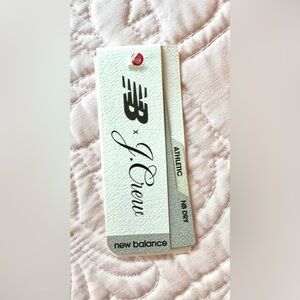 NB
x
J.Crew
new balance
ATHLETIC
NB DRY